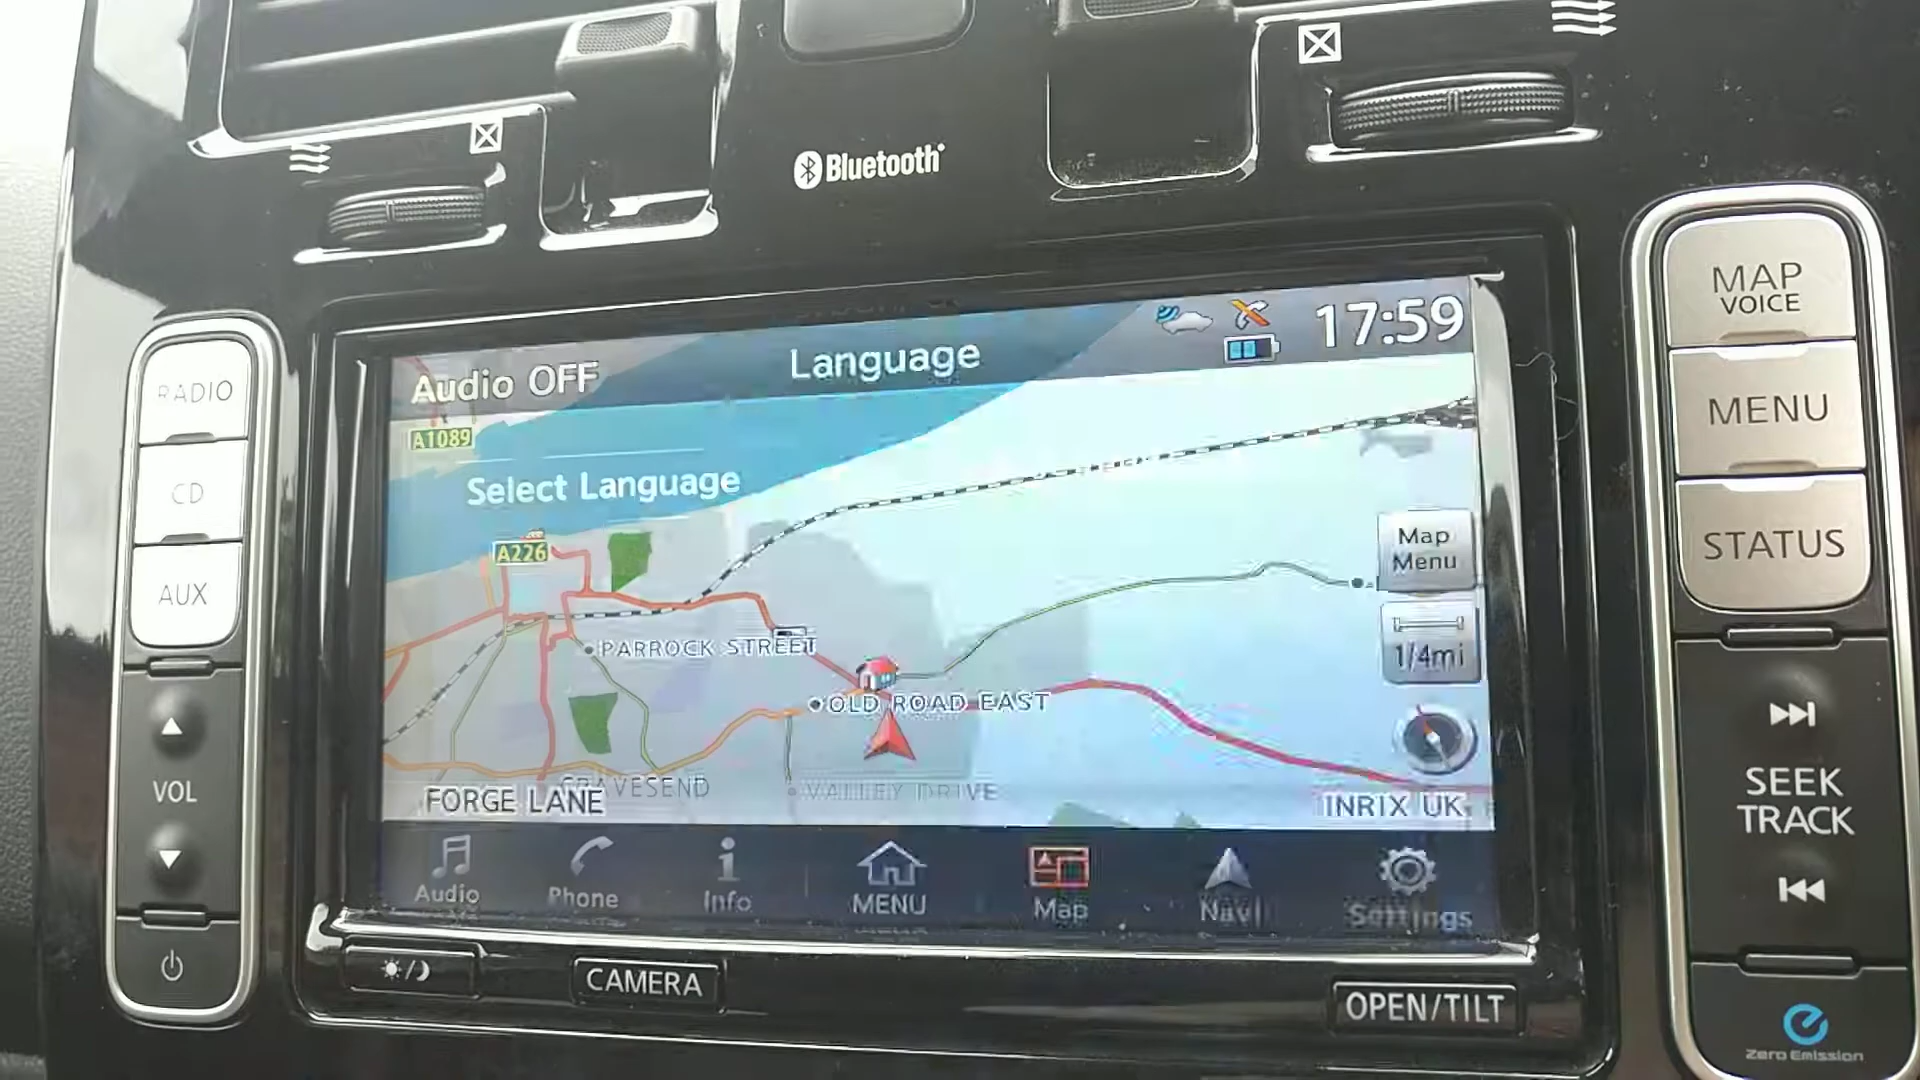 Bluetooth
MAP
VOICE
MENU
STATUS
SEEK
TRACK
Zero Emission
RADIO
CD
AUX
VOL
Audio OFF
Language
17:59
A1089
Select Language
A226
Map
Menu
1/4mi
PARROCK STREET
OLD ROAD EAST
GRAVESEND
VALLEY DRIVE
FORGE LANE
INRIX UK
Audio
Phone
Info
MENU
Map
Navi
Settings
CAMERA
OPEN/TILT